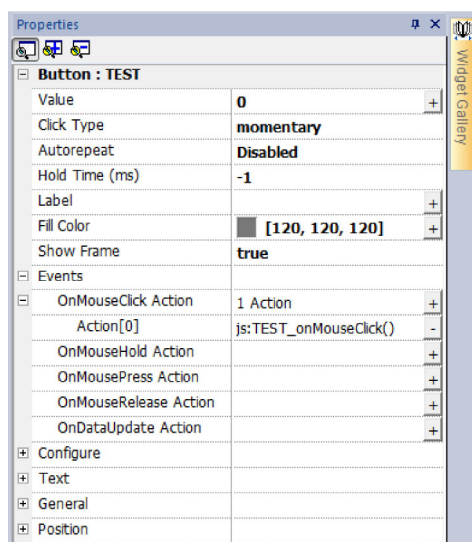 Properties
Button : TEST
Value 0 +
Click Type momentary
Autorepeat Disabled
Hold Time (ms) -1
Label +
Fill Color [120, 120, 120] +
Show Frame true
Events
OnMouseClick Action 1 Action +
Action[0] js:TEST_onMouseClick() -
OnMouseHold Action +
OnMousePress Action +
OnMouseRelease Action +
OnDataUpdate Action +
Configure
Text
General
Position
Widget Gallery